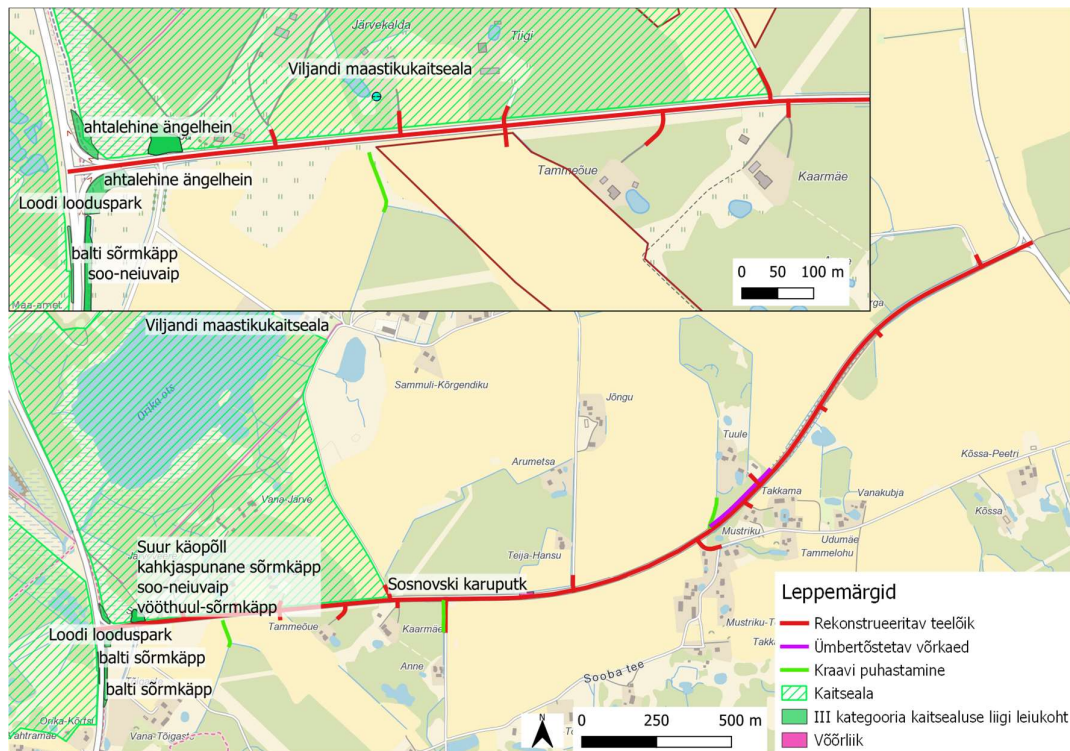 Järvekalda
Tiigi
Viljandi maastikukaitseala
ahtalehine ängelhein
ahtalehine ängelhein
Tammeõue
Kaarmäe
Loodi looduspark
balti sõrmkäpp
soo-neiuvaip
0 50 100 m
Maa-amet
Viljandi maastikukaitseala
Orika ots
Sammuli-Kõrgendiku
Jõngu
Tuule
Arumetsa
Kõssa-Peetri
Vana-Järve
Takkama
Vanakubja
Kõssa
Mustriku
Udumäe
Tammelohu
Teija-Hansu
Suur käopõll
kahkjaspunane sõrmkäpp
soo-neiuvaip
vööthuul-sõrmkäpp
Sosnovski karuputk
Loodi looduspark
Tammeõue
Kaarmäe
balti sõrmkäpp
Anne
balti sõrmkäpp
Sooba tee
Orika-Kõrtsi
Vana-Tõigast
N
0 250 500 m
Leppemärgid
Rekonstrueeritav teelõik
Ümbertõstetav võrkaed
Kraavi puhastamine
Kaitseala
III kategooria kaitsealuse liigi leiukoht
Võõrliik